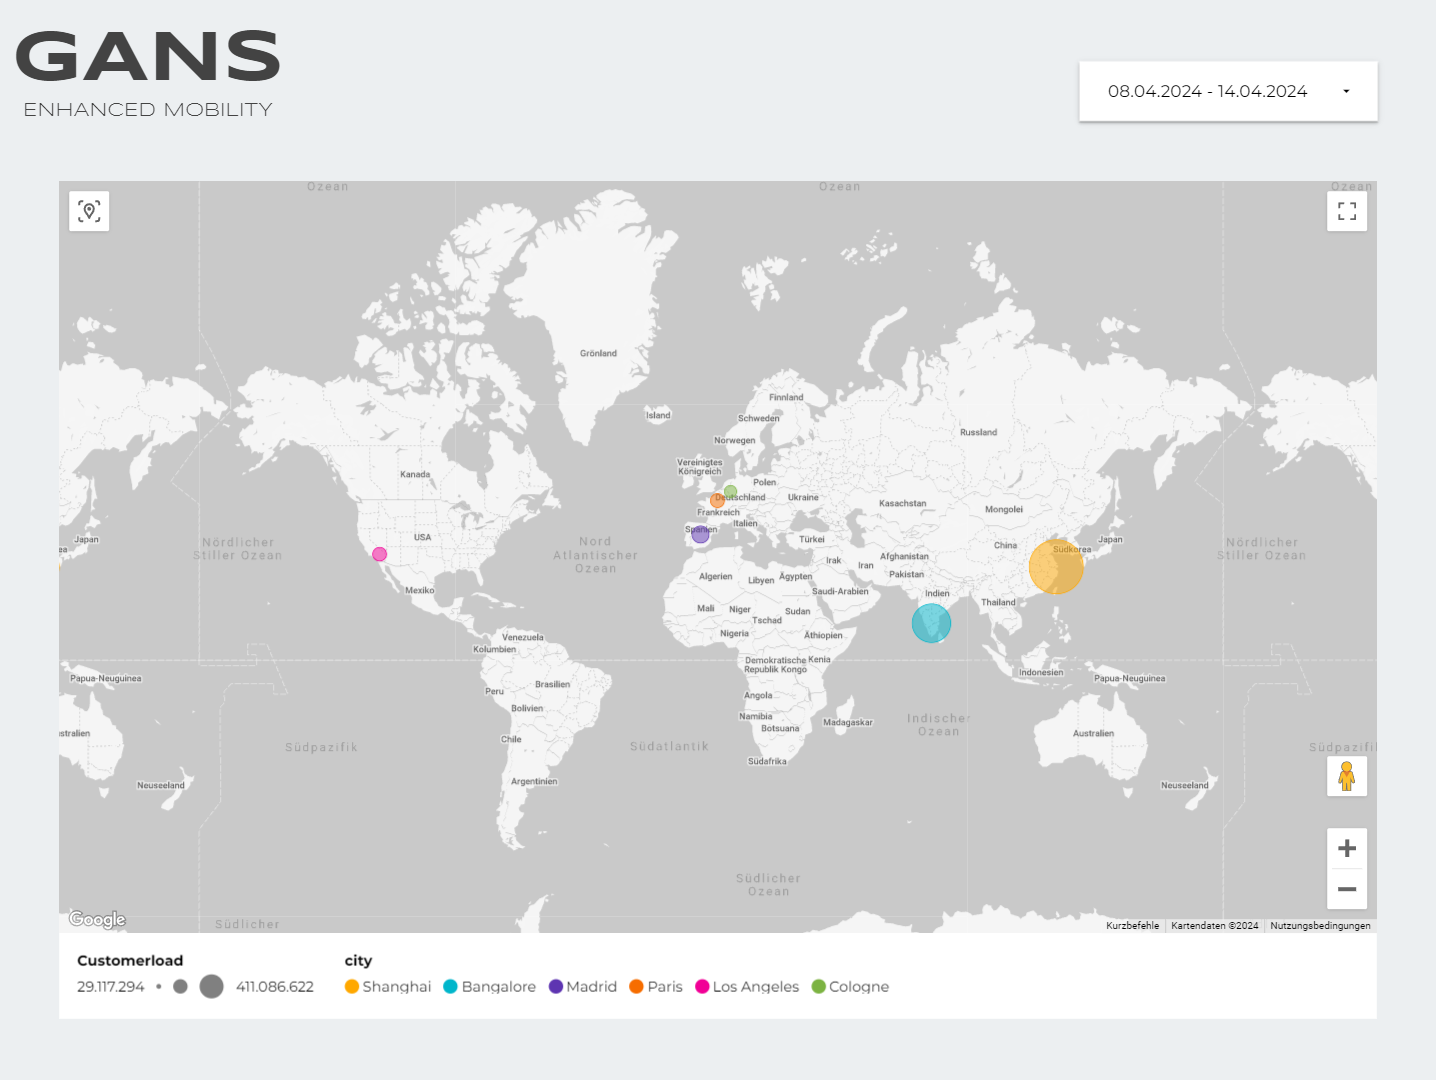 GANS
ENHANCED MOBILITY
08.04.2024 - 14.04.2024
Ozean
Ozean
Ozean
Grönland
Island
Finnland
Schweden
Norwegen
Russland
Vereinigtes
Königreich
Kanada
Polen
Deutschland
Ukraine
Kasachstan
Mongolei
Frankreich
Italien
Spanien
Türkei
USA
Japan
Nördlicher
Stiller Ozean
Nord
Atlantischer
Ozean
China
Südkorea
Japan
Nördlicher
Stiller Ozean
Afghanistan
Irak
Iran
Pakistan
Algerien
Libyen
Ägypten
Saudi-Arabien
Indien
Thailand
Mexiko
Mali
Niger
Tschad
Sudan
Nigeria
Äthiopien
Venezuela
Kolumbien
Demokratische
Republik Kongo
Kenia
Indonesien
Papua-Neuguinea
Papua-Neuguinea
Peru
Brasilien
Bolivien
Angola
Namibia
Botsuana
Madagaskar
Indischer
Ozean
Australien
stralien
Chile
Südpazifik
Südatlantik
Südafrika
Südpazifi
Argentinien
Neuseeland
Neuseeland
Südlicher
Ozean
Südlicher
Google
Kurzbefehle
Kartendaten ©2024
Nutzungsbedingungen
Customerload
29.117.294
411.086.622
city
Shanghai
Bangalore
Madrid
Paris
Los Angeles
Cologne